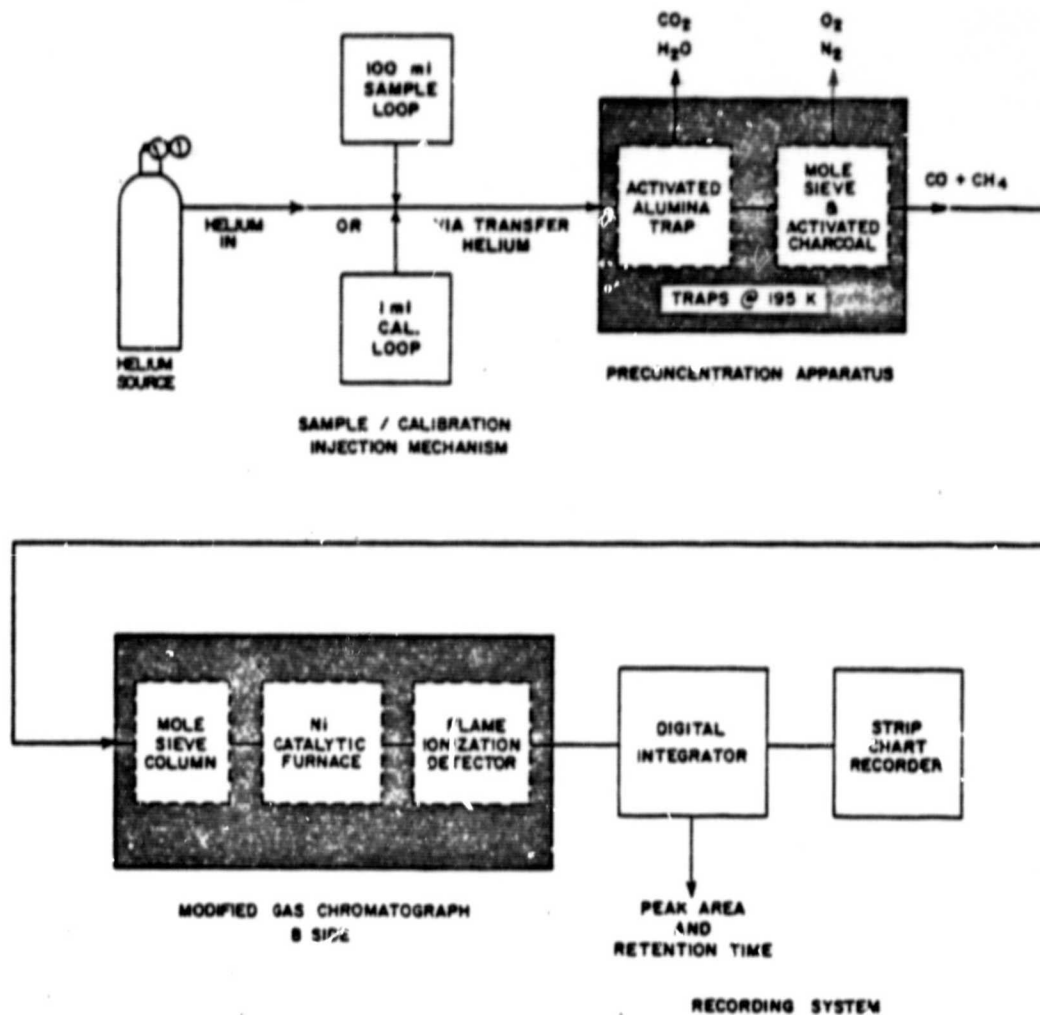 CO₂
H₂O
O₂
N₂
100 ml
SAMPLE
LOOP
HELIUM
IN
OR
VIA TRANSFER
HELIUM
ACTIVATED
ALUMINA
TRAP
MOLE
SIEVE
&
ACTIVATED
CHARCOAL
CO + CH₄
TRAPS @ 195 K
1 ml
CAL.
LOOP
HELIUM
SOURCE
PRECONCENTRATION APPARATUS
SAMPLE / CALIBRATION
INJECTION MECHANISM
MOLE
SIEVE
COLUMN
Ni
CATALYTIC
FURNACE
FLAME
IONIZATION
DETECTOR
DIGITAL
INTEGRATOR
STRIP
CHART
RECORDER
MODIFIED GAS CHROMATOGRAPH
B SIDE
PEAK AREA
AND
RETENTION TIME
RECORDING SYSTEM